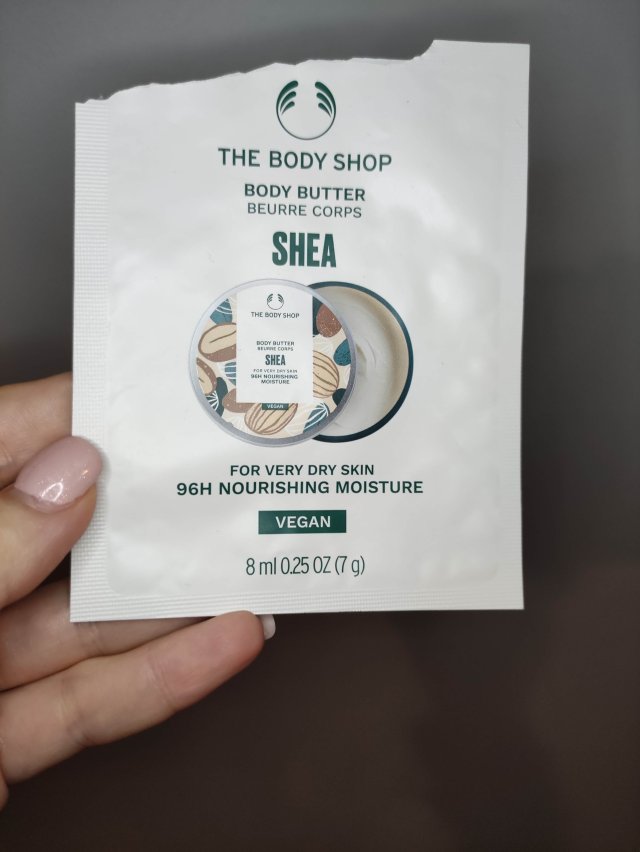 THE BODY SHOP
BODY BUTTER
BEURRE CORPS
SHEA
THE BODY SHOP
BODY BUTTER
BEURRE CORPS
SHEA
FOR VERY DRY SKIN
96H NOURISHING
MOISTURE
VEGAN
FOR VERY DRY SKIN
96H NOURISHING MOISTURE
VEGAN
8 ml 0.25 OZ (7 g)